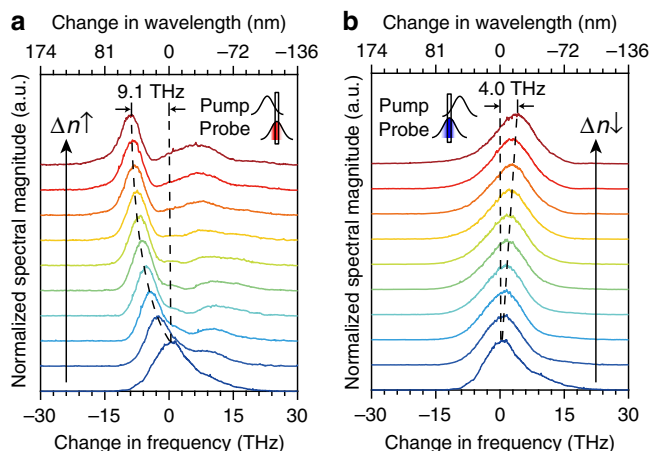 a
Change in wavelength (nm)
174 81 0 −72 −136
9.1 THz
Pump
Probe
Δn↑
Normalized spectral magnitude (a.u.)
−30 −15 0 15 30
Change in frequency (THz)
b
Change in wavelength (nm)
174 81 0 −72 −136
4.0 THz
Pump
Probe
Δn↓
Normalized spectral magnitude (a.u.)
−30 −15 0 15 30
Change in frequency (THz)